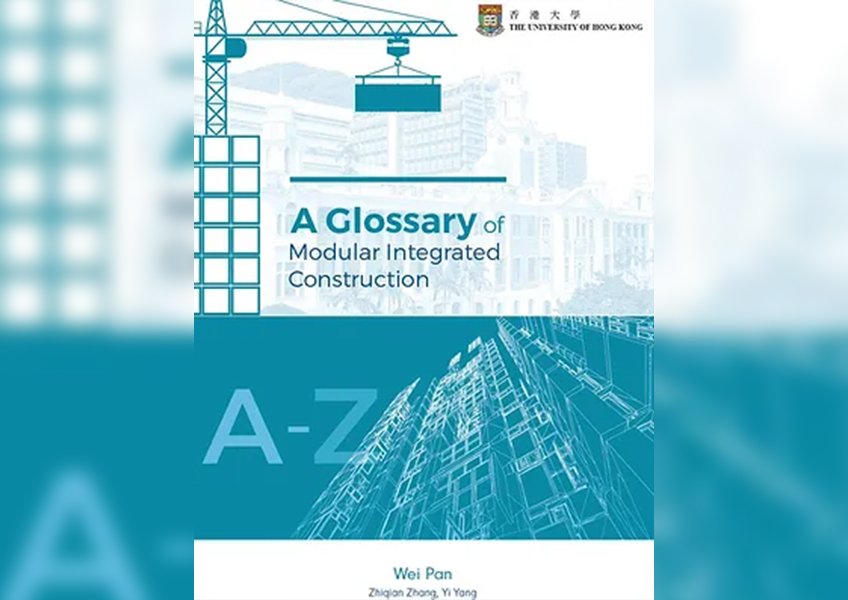 香港大學
THE UNIVERSITY OF HONG KONG
A Glossary of
Modular Integrated
Construction
A-Z
Wei Pan
Zhiqian Zhang, Yi Yang